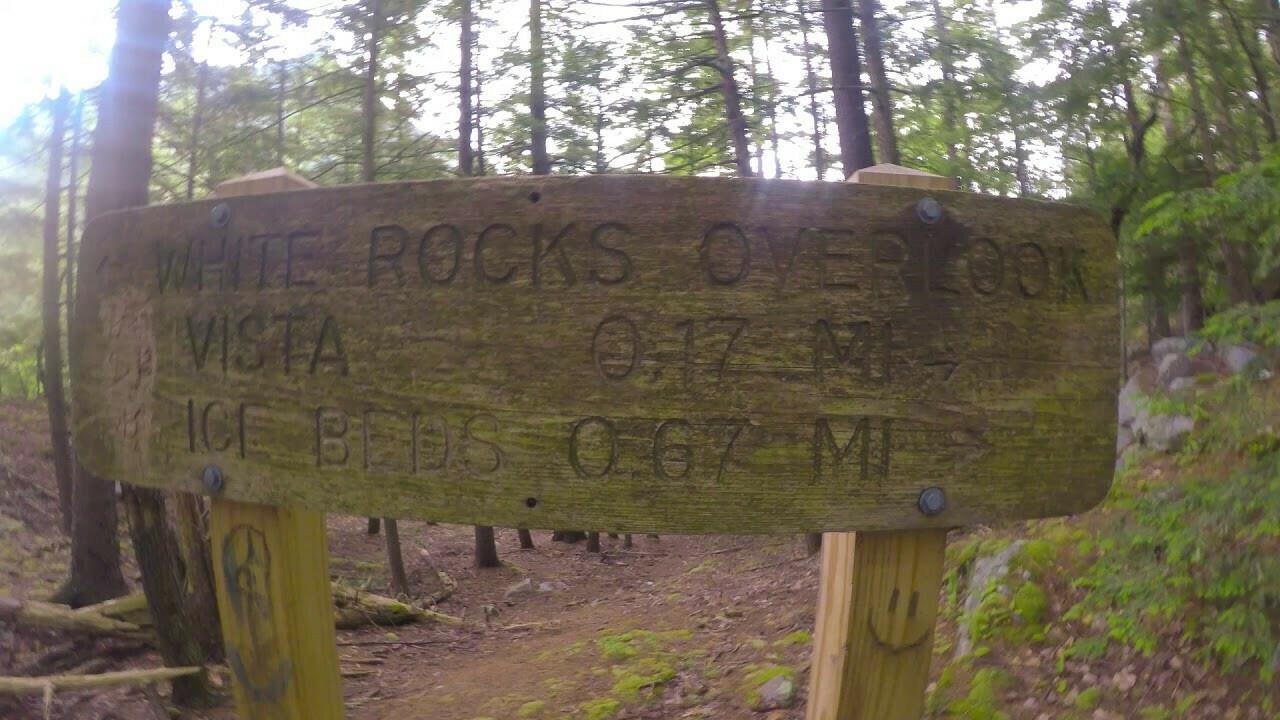 WHITE ROCKS OVERLOOK
VISTA 0.17 MI →
ICE BEDS 0.67 MI →